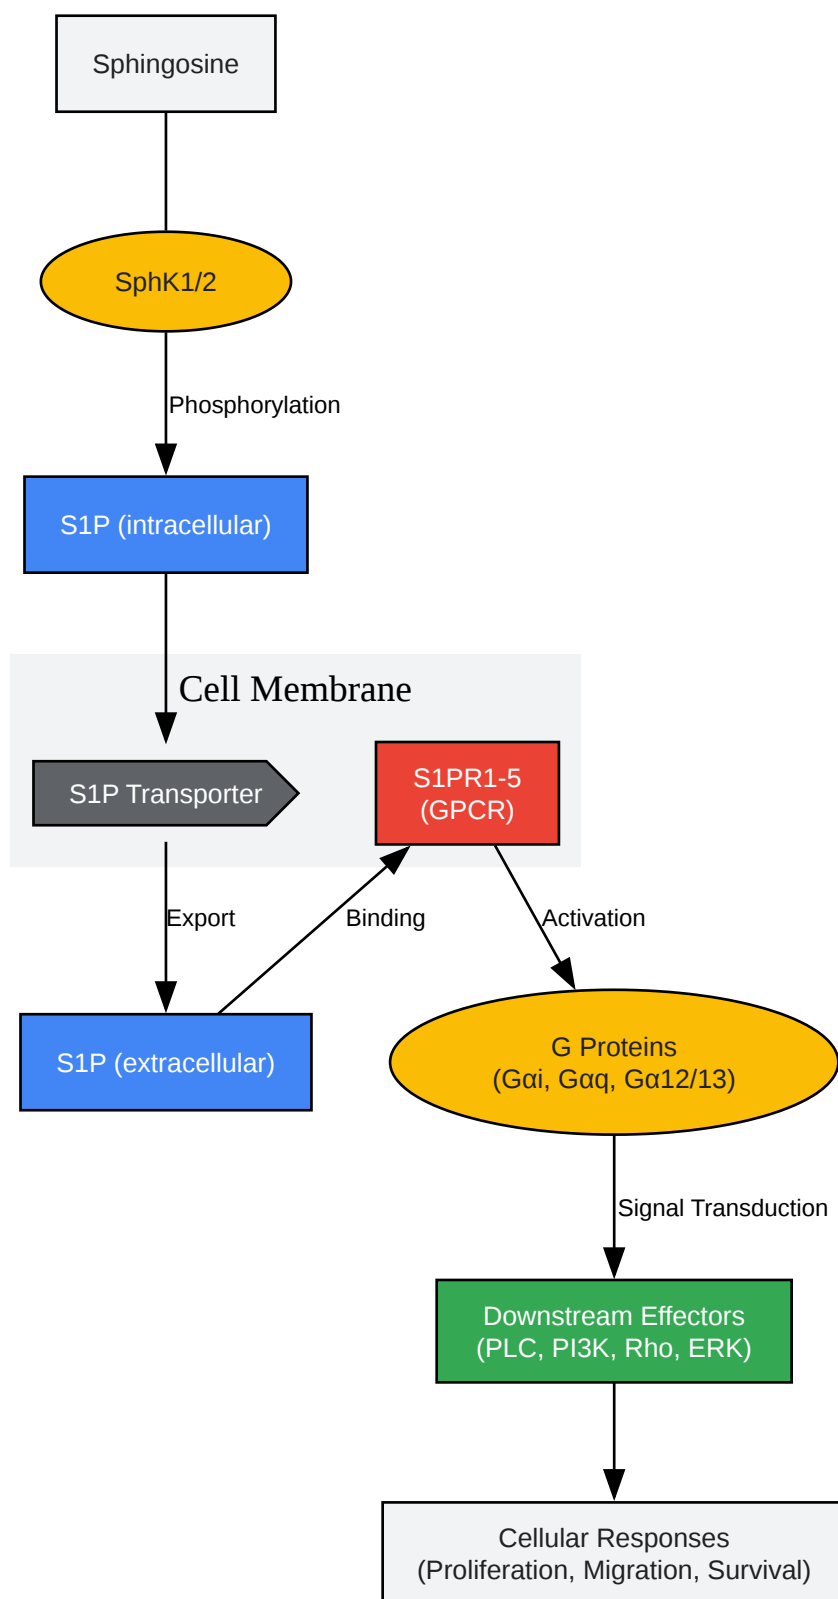 Sphingosine
SphK1/2
Phosphorylation
S1P (intracellular)
Cell Membrane
S1P Transporter
S1PR1-5
(GPCR)
Export
Binding
Activation
S1P (extracellular)
G Proteins
(Gαi, Gαq, Gα12/13)
Signal Transduction
Downstream Effectors
(PLC, PI3K, Rho, ERK)
Cellular Responses
(Proliferation, Migration, Survival)